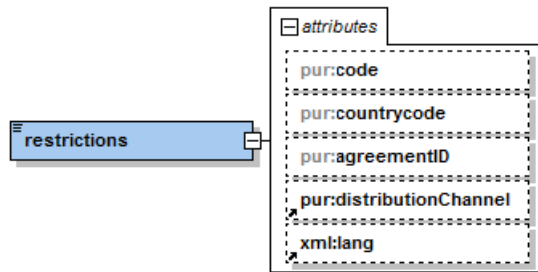 attributes
pur:code
pur:countrycode
pur:agreementID
restrictions
pur:distributionChannel
xml:lang